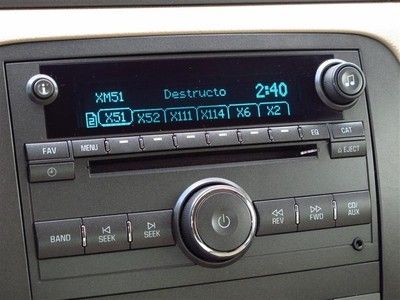 XM51 Destructo 2:40
2 X51 X52 X111 X114 X6 X2
MENU EQ CAT
FAV EJECT
BAND SEEK SEEK REV FWD CD/AUX